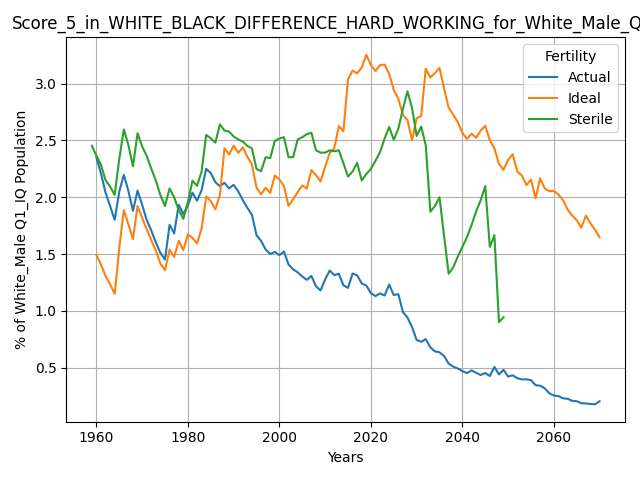 Score_5_in_WHITE_BLACK_DIFFERENCE_HARD_WORKING_for_White_Male_Q
Fertility
Actual
Ideal
Sterile
% of White_Male Q1_IQ Population
3.0
2.5
2.0
1.5
1.0
0.5
1960 1980 2000 2020 2040 2060
Years